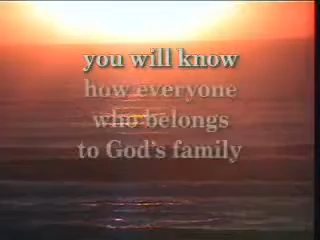 you will know
how everyone
who belongs
to God's family